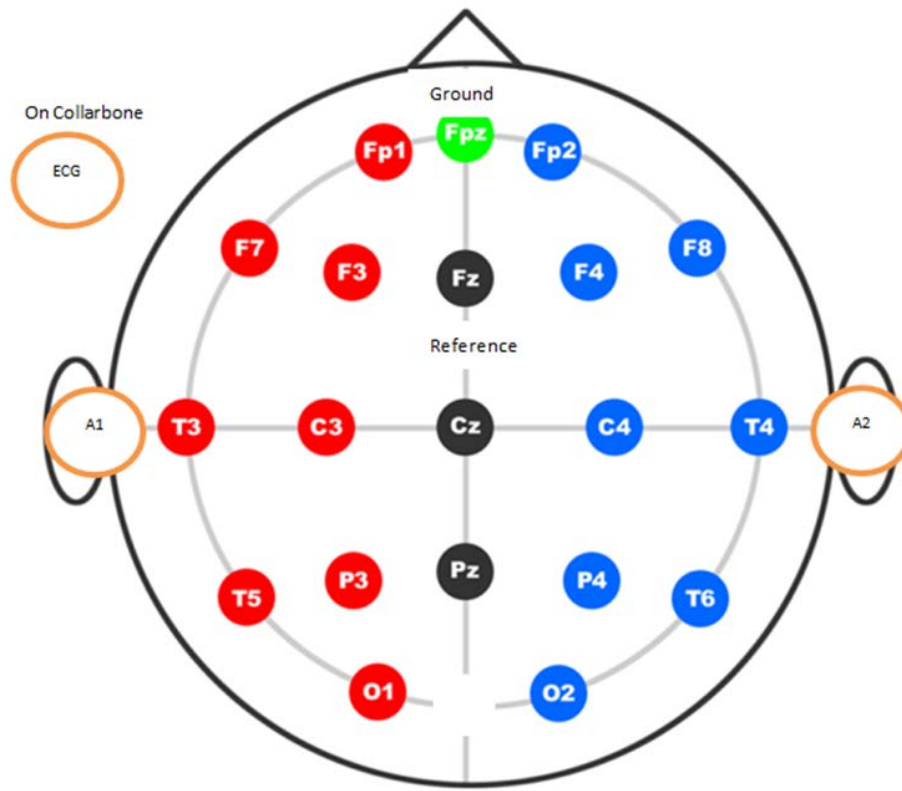 Ground
On Collarbone
Fpz
Fp1
Fp2
ECG
F7
F8
F3
F4
Fz
Reference
A1
T3
C3
Cz
C4
T4
A2
Pz
P3
P4
T5
T6
O1
O2